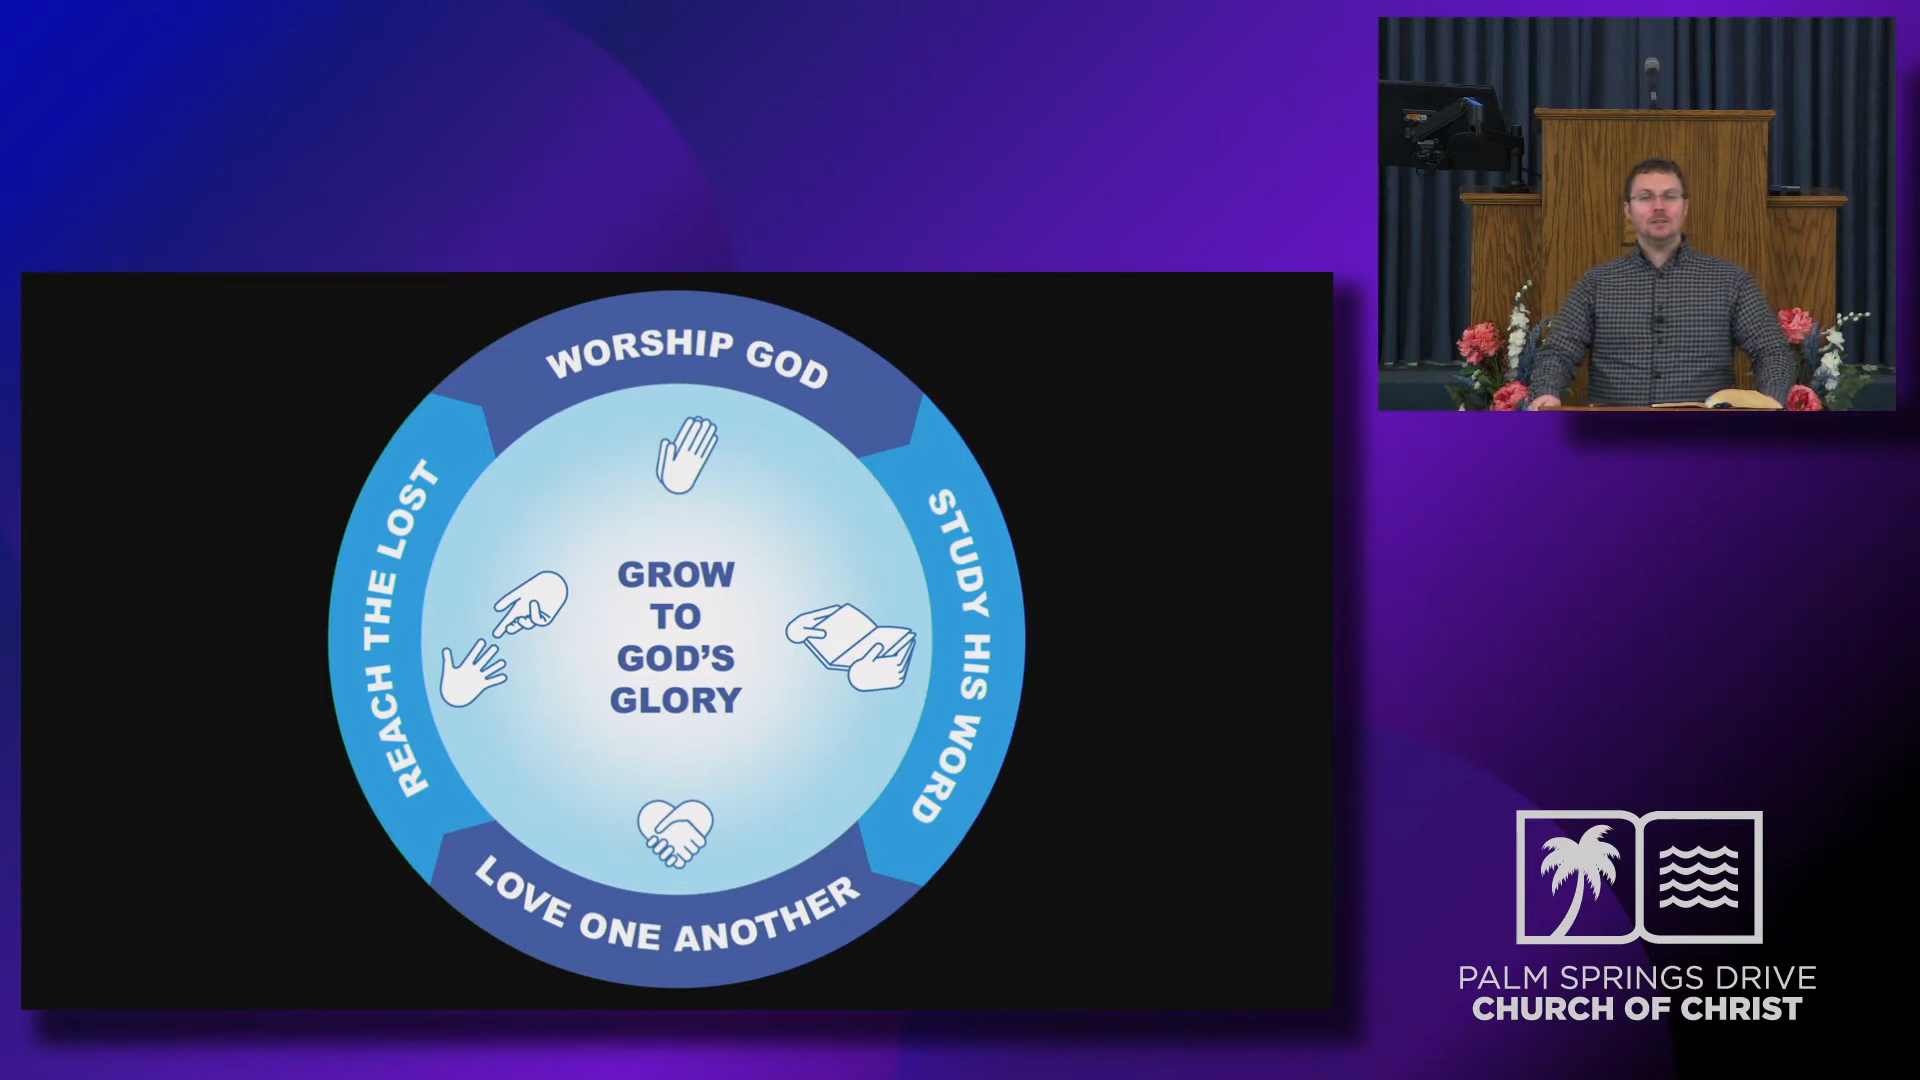 WORSHIP GOD
STUDY HIS WORD
LOVE ONE ANOTHER
REACH THE LOST
GROW
TO
GOD'S
GLORY
PALM SPRINGS DRIVE
CHURCH OF CHRIST